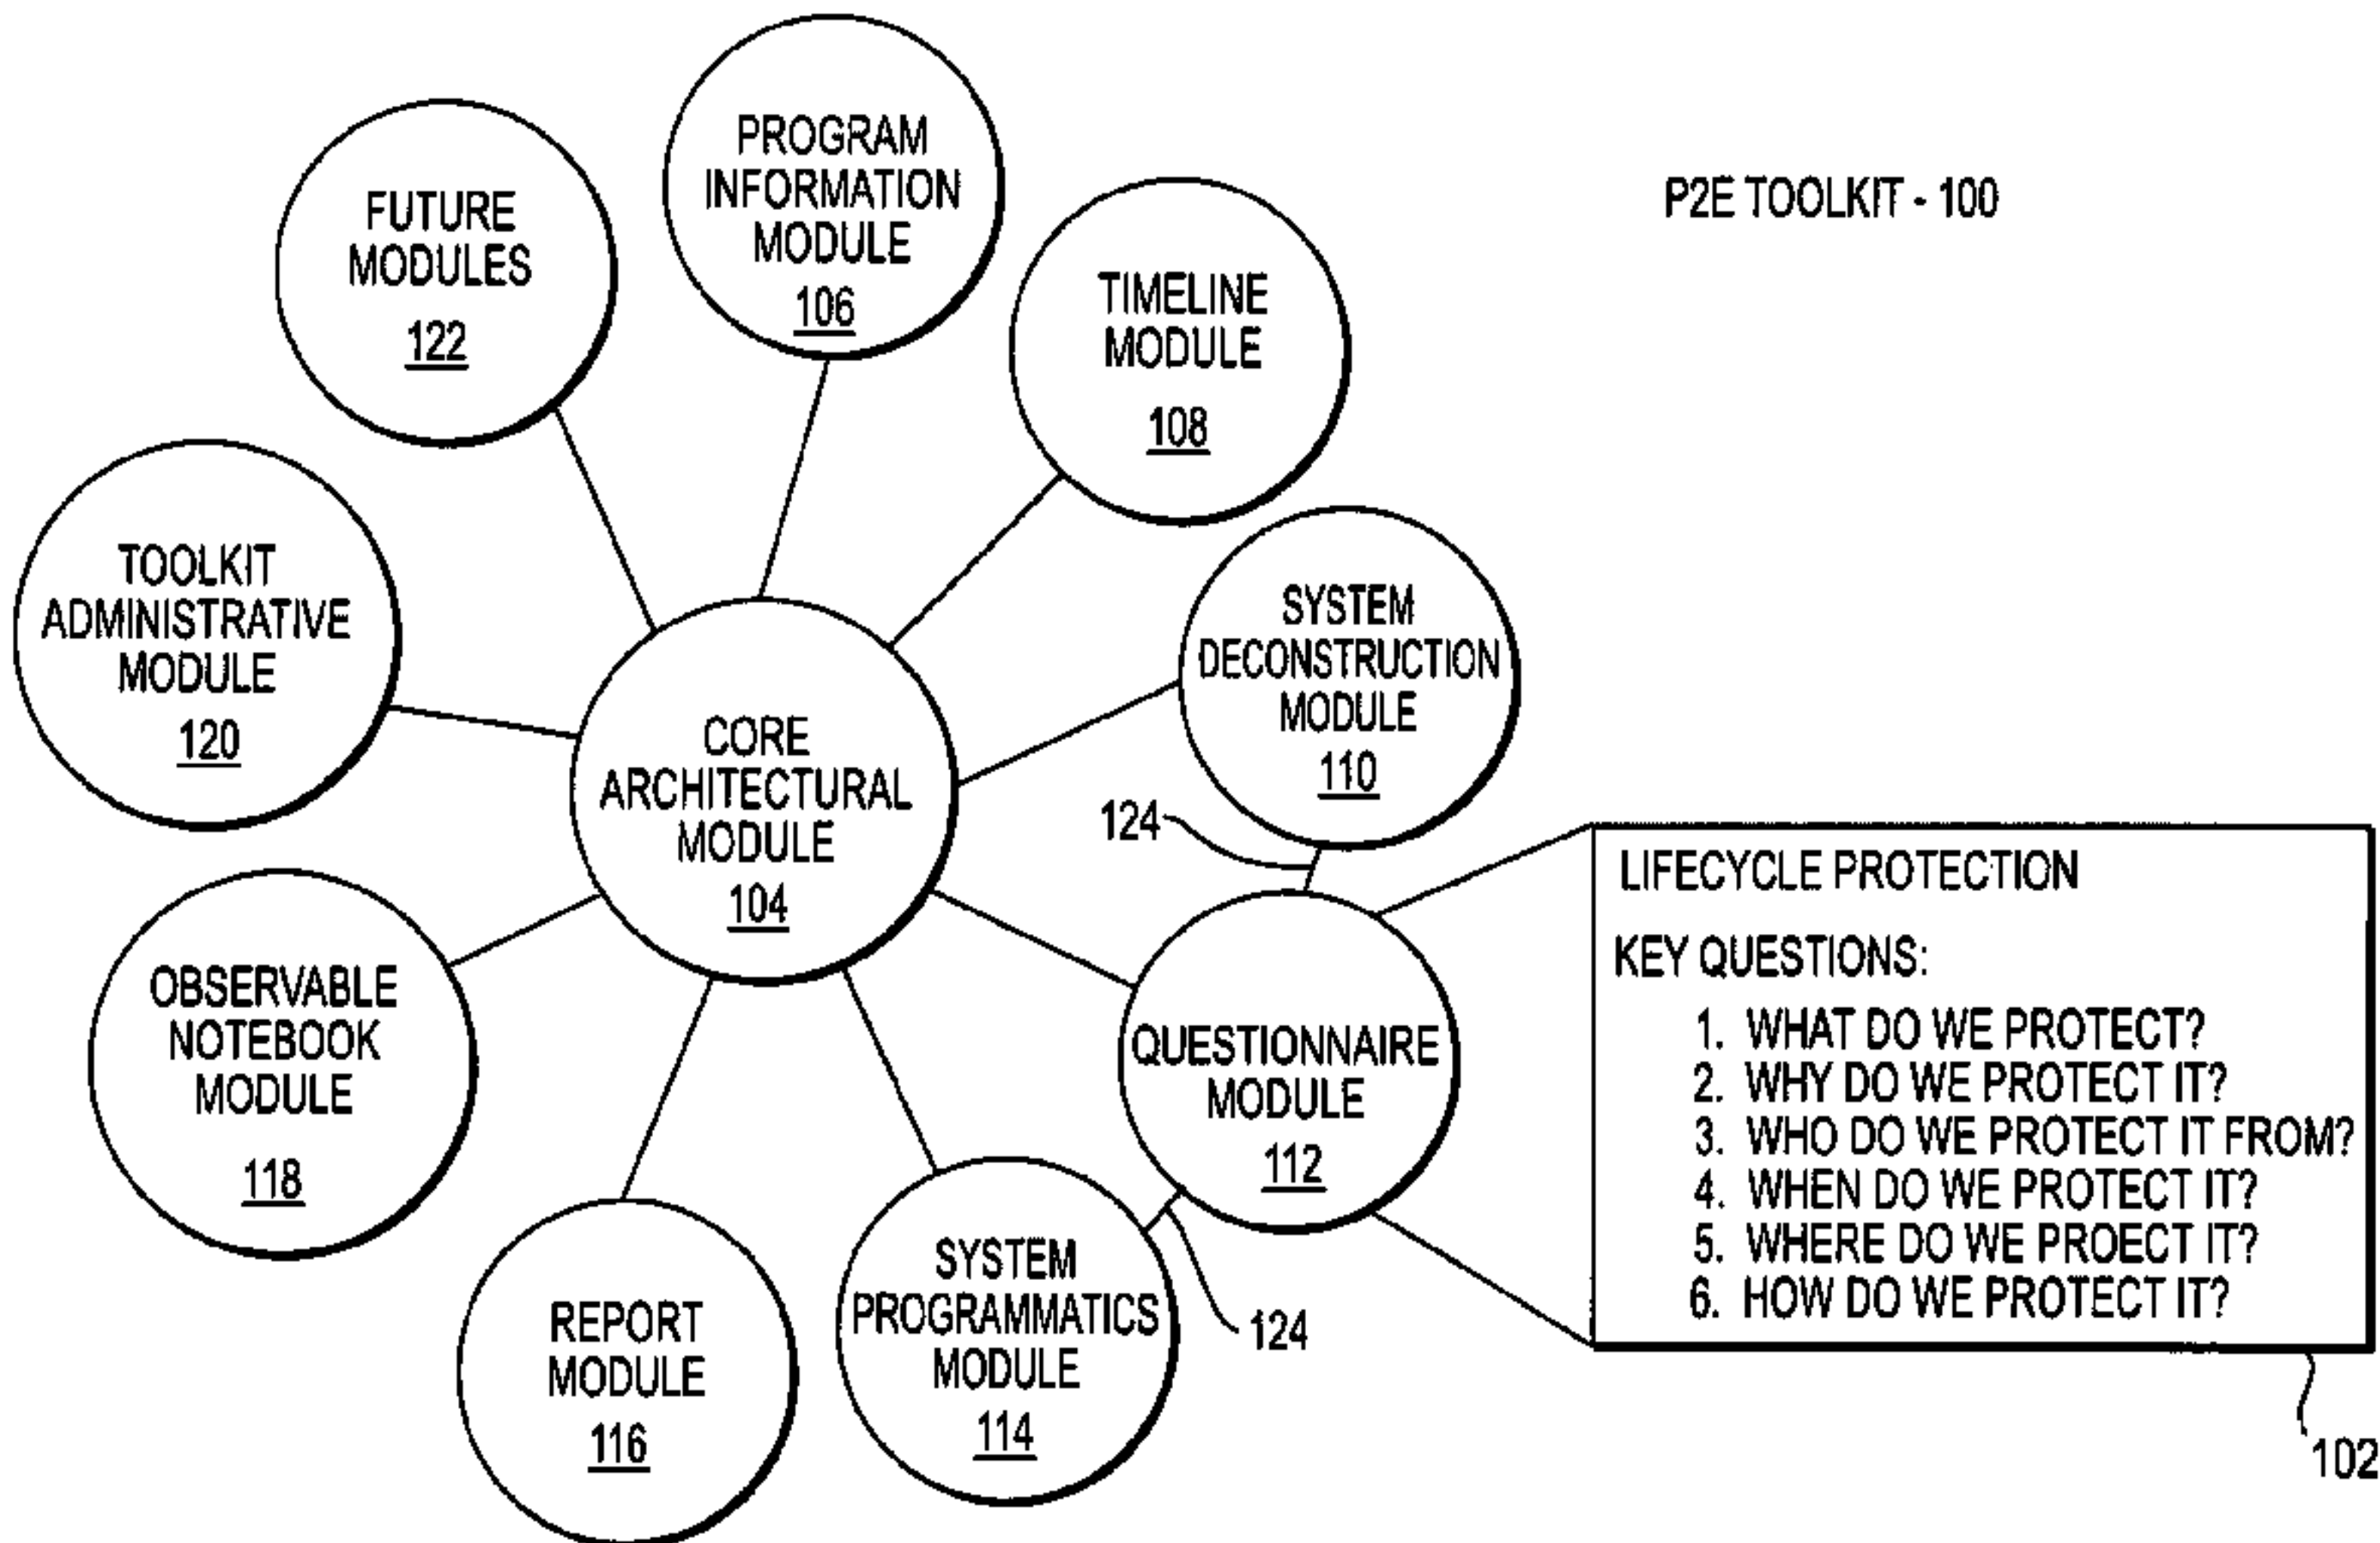 P2E TOOLKIT - 100
PROGRAM
INFORMATION
MODULE
106
FUTURE
MODULES
122
TIMELINE
MODULE
108
TOOLKIT
ADMINISTRATIVE
MODULE
120
SYSTEM
DECONSTRUCTION
MODULE
110
CORE
ARCHITECTURAL
MODULE
104
124
OBSERVABLE
NOTEBOOK
MODULE
118
QUESTIONNAIRE
MODULE
112
LIFECYCLE PROTECTION
KEY QUESTIONS:
1. WHAT DO WE PROTECT?
2. WHY DO WE PROTECT IT?
3. WHO DO WE PROTECT IT FROM?
4. WHEN DO WE PROTECT IT?
5. WHERE DO WE PROECT IT?
6. HOW DO WE PROTECT IT?
REPORT
MODULE
116
SYSTEM
PROGRAMMATICS
MODULE
114
124
102